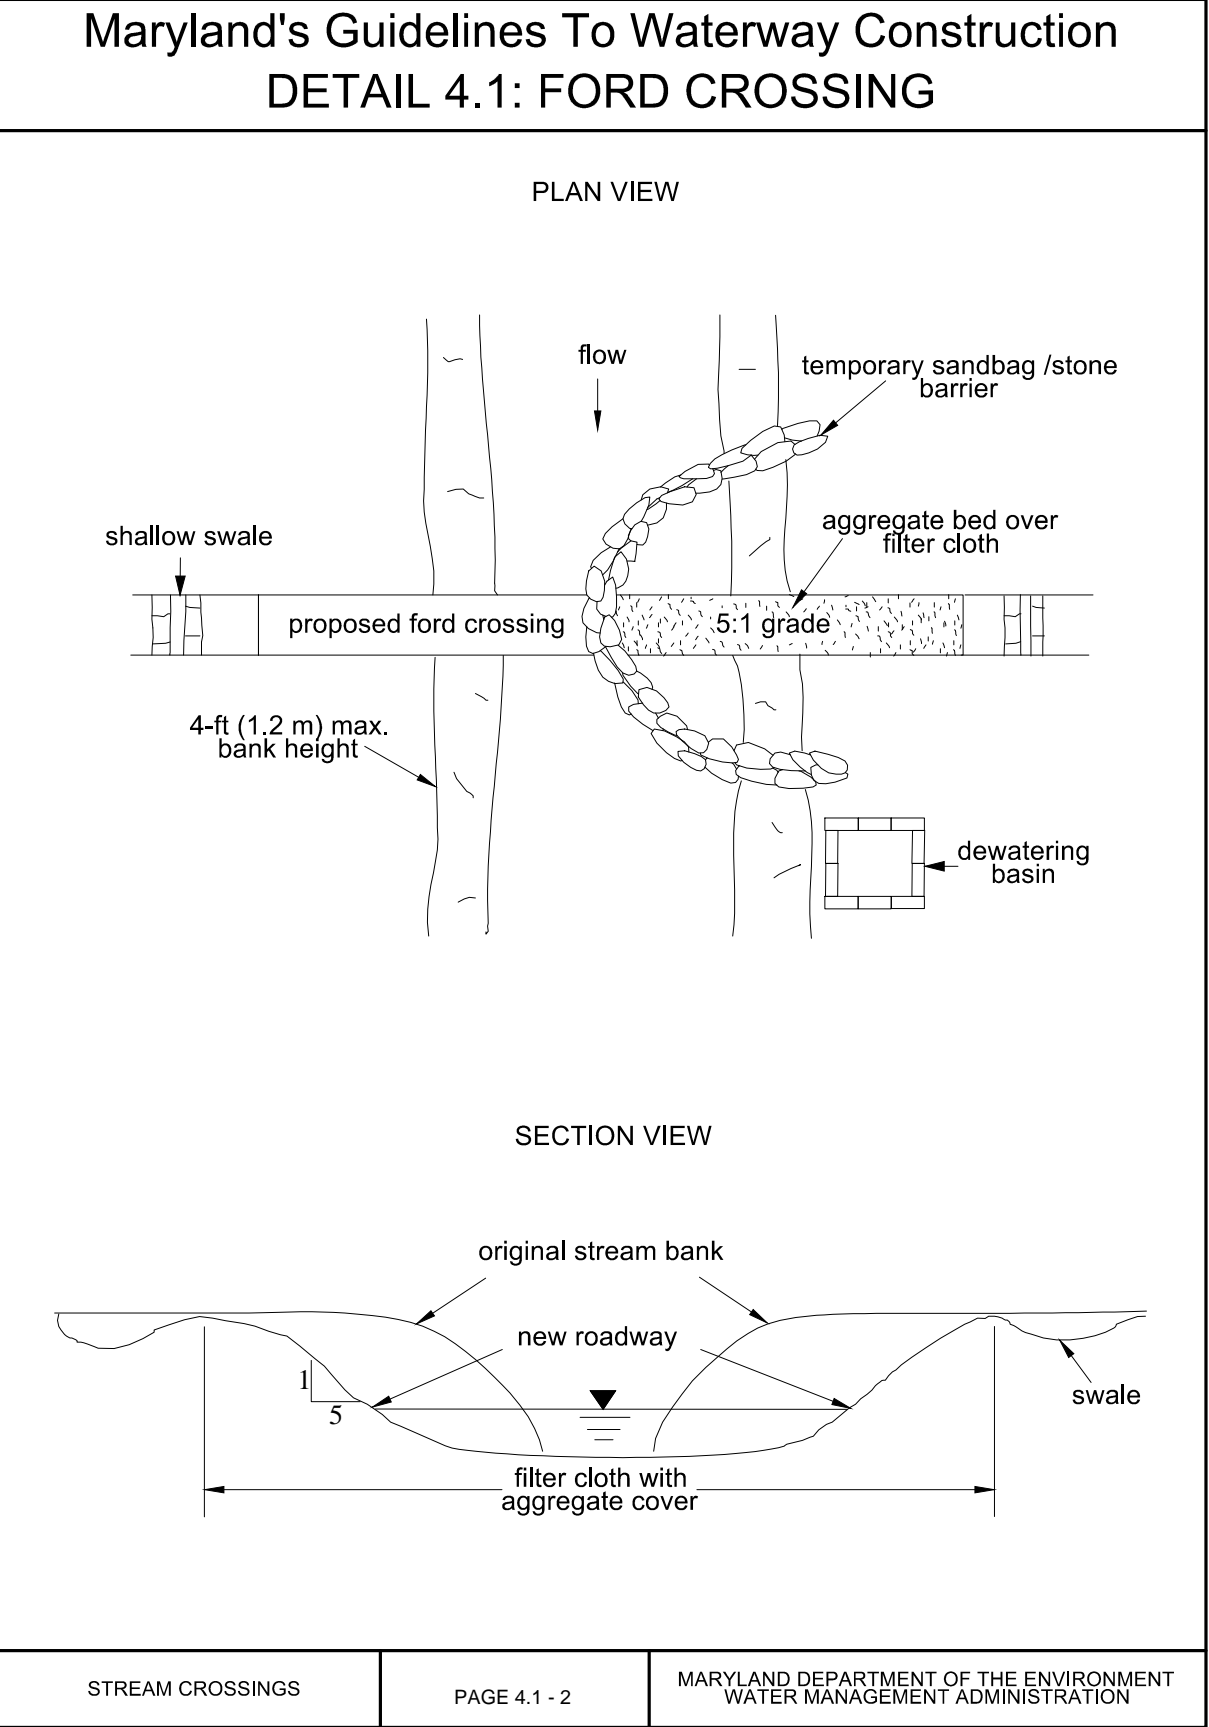 Maryland's Guidelines To Waterway Construction
DETAIL 4.1: FORD CROSSING
PLAN VIEW
flow
temporary sandbag /stone
barrier
shallow swale
aggregate bed over
filter cloth
proposed ford crossing
5:1 grade
4-ft (1.2 m) max.
bank height
dewatering
basin
SECTION VIEW
original stream bank
new roadway
1
5
swale
filter cloth with
aggregate cover
STREAM CROSSINGS
PAGE 4.1 - 2
MARYLAND DEPARTMENT OF THE ENVIRONMENT
WATER MANAGEMENT ADMINISTRATION